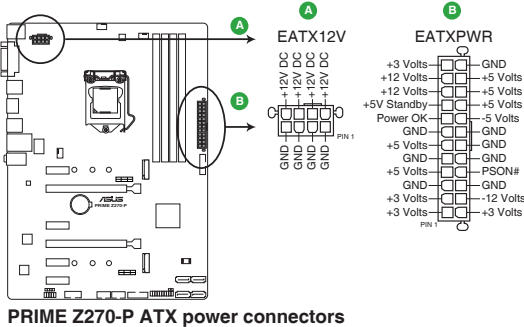 A
B
A
EATX12V
+12V DC
+12V DC
+12V DC
+12V DC
PIN 1
GND
GND
GND
GND
B
EATXPWR
+3 Volts GND
+12 Volts +5 Volts
+12 Volts +5 Volts
+5V Standby +5 Volts
Power OK -5 Volts
GND GND
+5 Volts GND
GND GND
+5 Volts PSON#
GND GND
+3 Volts -12 Volts
+3 Volts +3 Volts
PIN 1
ASUS
PRIME Z270-P
PRIME Z270-P ATX power connectors